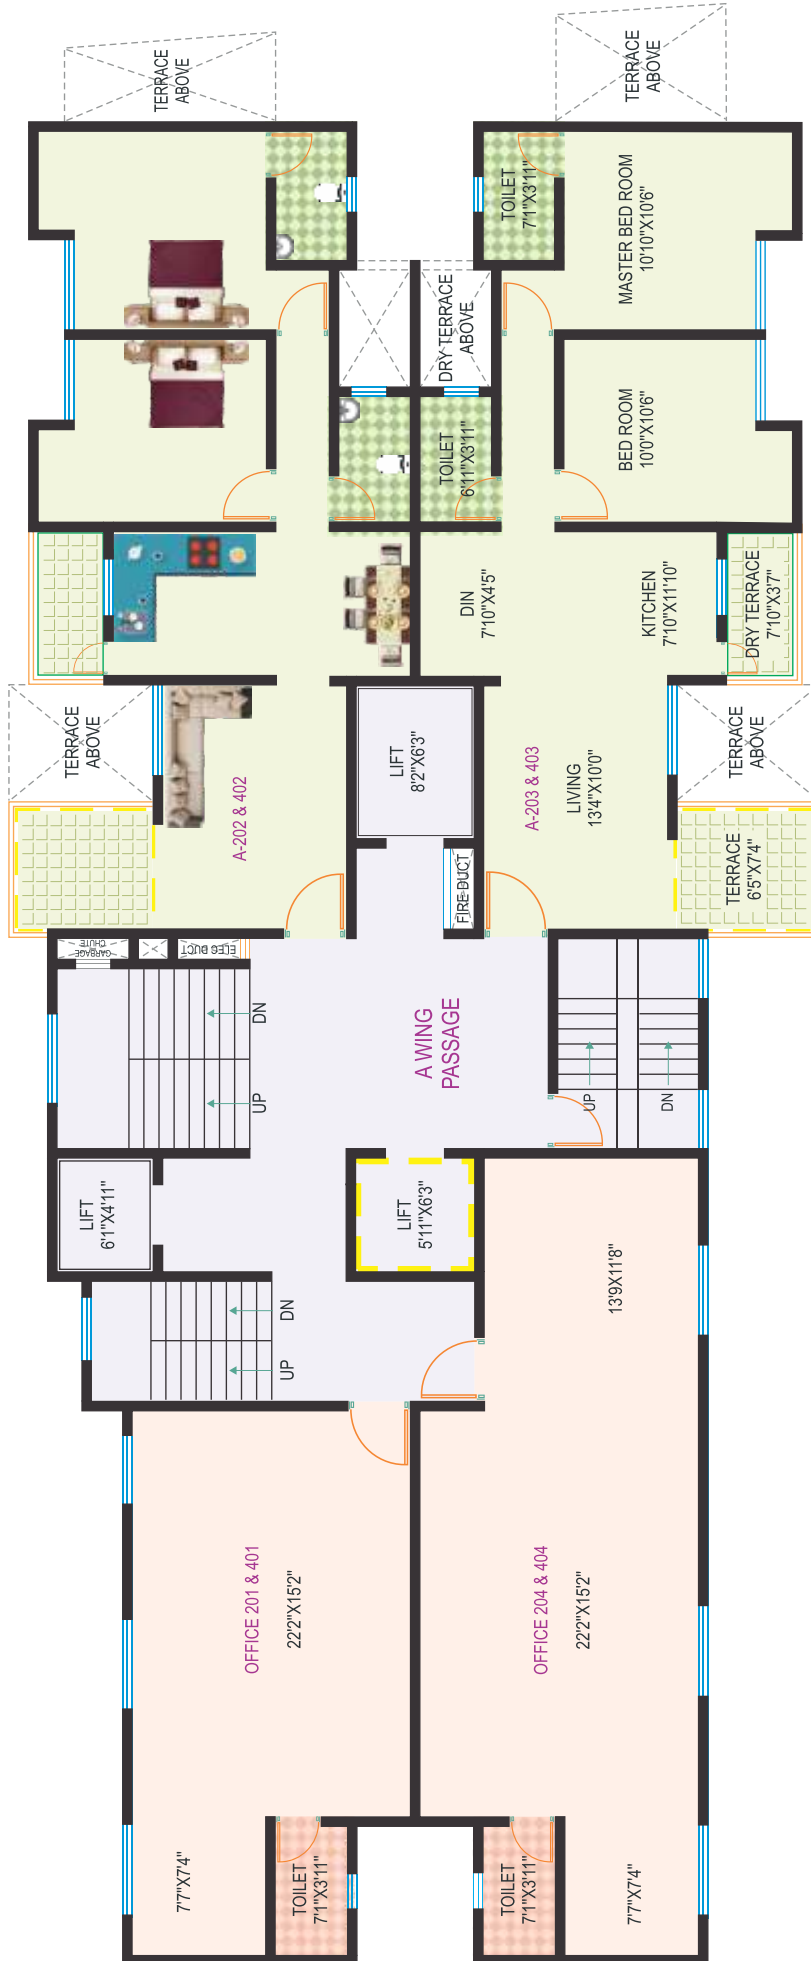 TERRACE
ABOVE
TERRACE
ABOVE
TOILET
7'1"X3'11"
MASTER BED ROOM
10'10"X10'6"
DRY TERRACE
ABOVE
TOILET
6'11"X3'11"
BED ROOM
10'0"X10'6"
DIN
7'10"X4'5"
KITCHEN
7'10"X11'10"
DRY TERRACE
7'10"X3'7"
TERRACE
ABOVE
A-202 & 402
LIFT
8'2"X6'3"
A-203 & 403
LIVING
13'4"X10'0"
TERRACE
ABOVE
TERRACE
6'5"X7'4"
FIRE DUCT
GARBAGE
CHUTE
ELEC DUCT
DN
UP
A WING
PASSAGE
UP
DN
LIFT
6'1"X4'11"
LIFT
5'11"X6'3"
13'9X11'8"
DN
UP
OFFICE 201 & 401
22'2"X15'2"
OFFICE 204 & 404
22'2"X15'2"
7'7"X7'4"
TOILET
7'1"X3'11"
TOILET
7'1"X3'11"
7'7"X7'4"